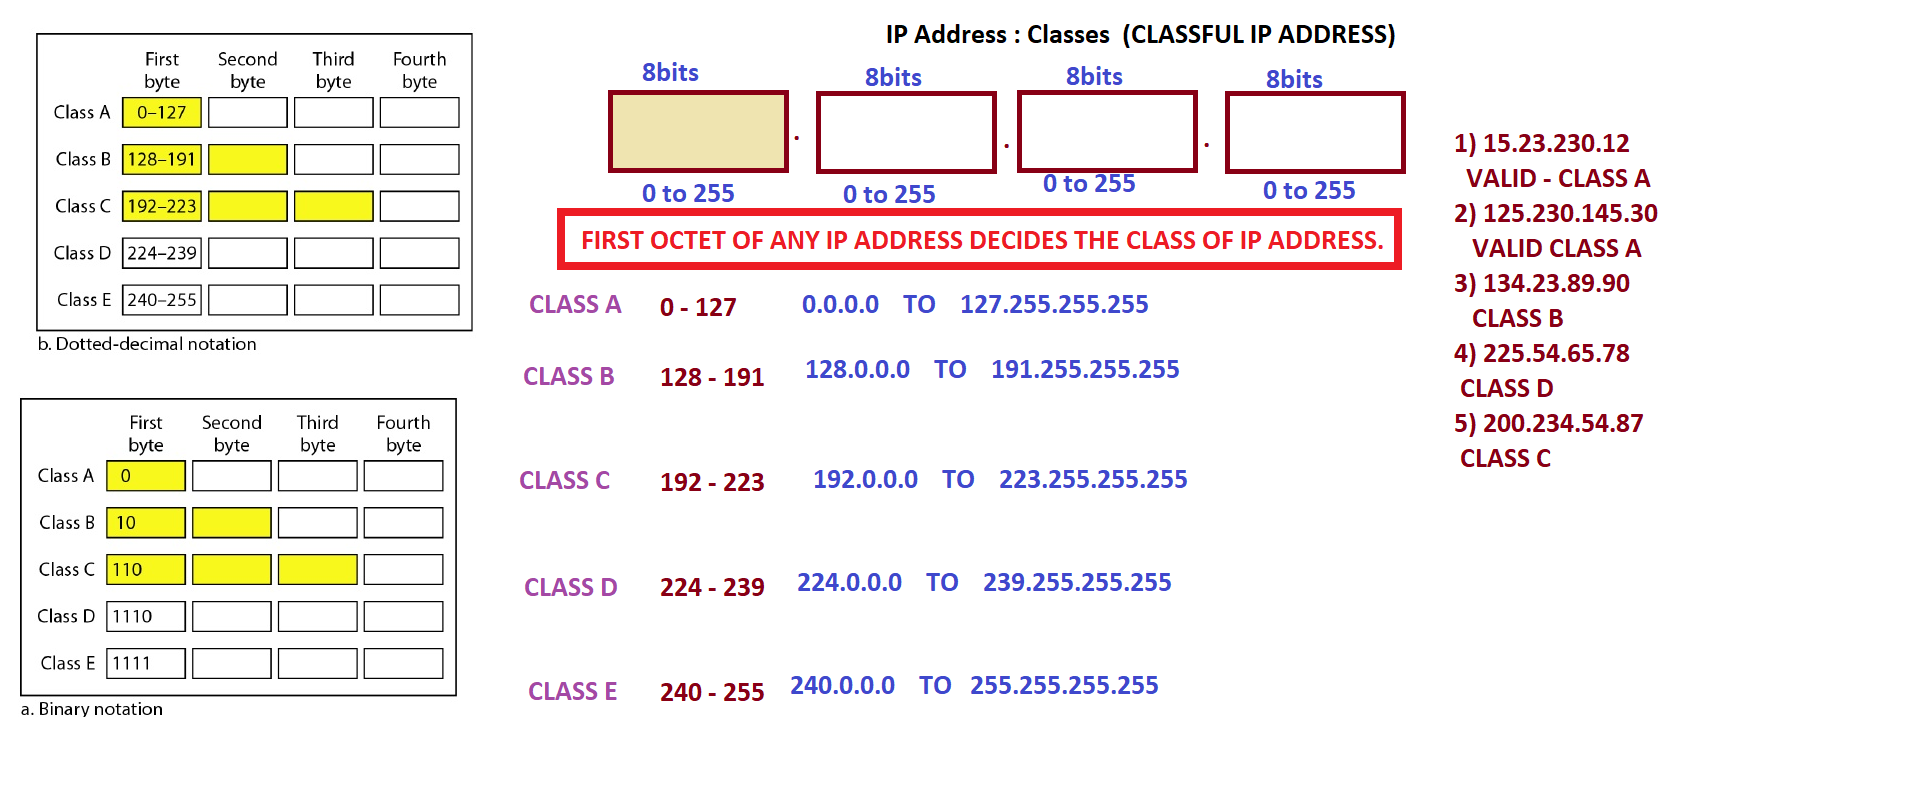 First Second Third Fourth
byte byte byte byte
Class A 0–127
Class B 128–191
Class C 192–223
Class D 224–239
Class E 240–255
b. Dotted-decimal notation
First Second Third Fourth
byte byte byte byte
Class A 0
Class B 10
Class C 110
Class D 1110
Class E 1111
a. Binary notation
IP Address : Classes (CLASSFUL IP ADDRESS)
8bits 8bits 8bits 8bits
. . .
0 to 255 0 to 255 0 to 255 0 to 255
FIRST OCTET OF ANY IP ADDRESS DECIDES THE CLASS OF IP ADDRESS.
CLASS A 0 - 127 0.0.0.0 TO 127.255.255.255
CLASS B 128 - 191 128.0.0.0 TO 191.255.255.255
CLASS C 192 - 223 192.0.0.0 TO 223.255.255.255
CLASS D 224 - 239 224.0.0.0 TO 239.255.255.255
CLASS E 240 - 255 240.0.0.0 TO 255.255.255.255
1) 15.23.230.12
VALID - CLASS A
2) 125.230.145.30
VALID CLASS A
3) 134.23.89.90
CLASS B
4) 225.54.65.78
CLASS D
5) 200.234.54.87
CLASS C